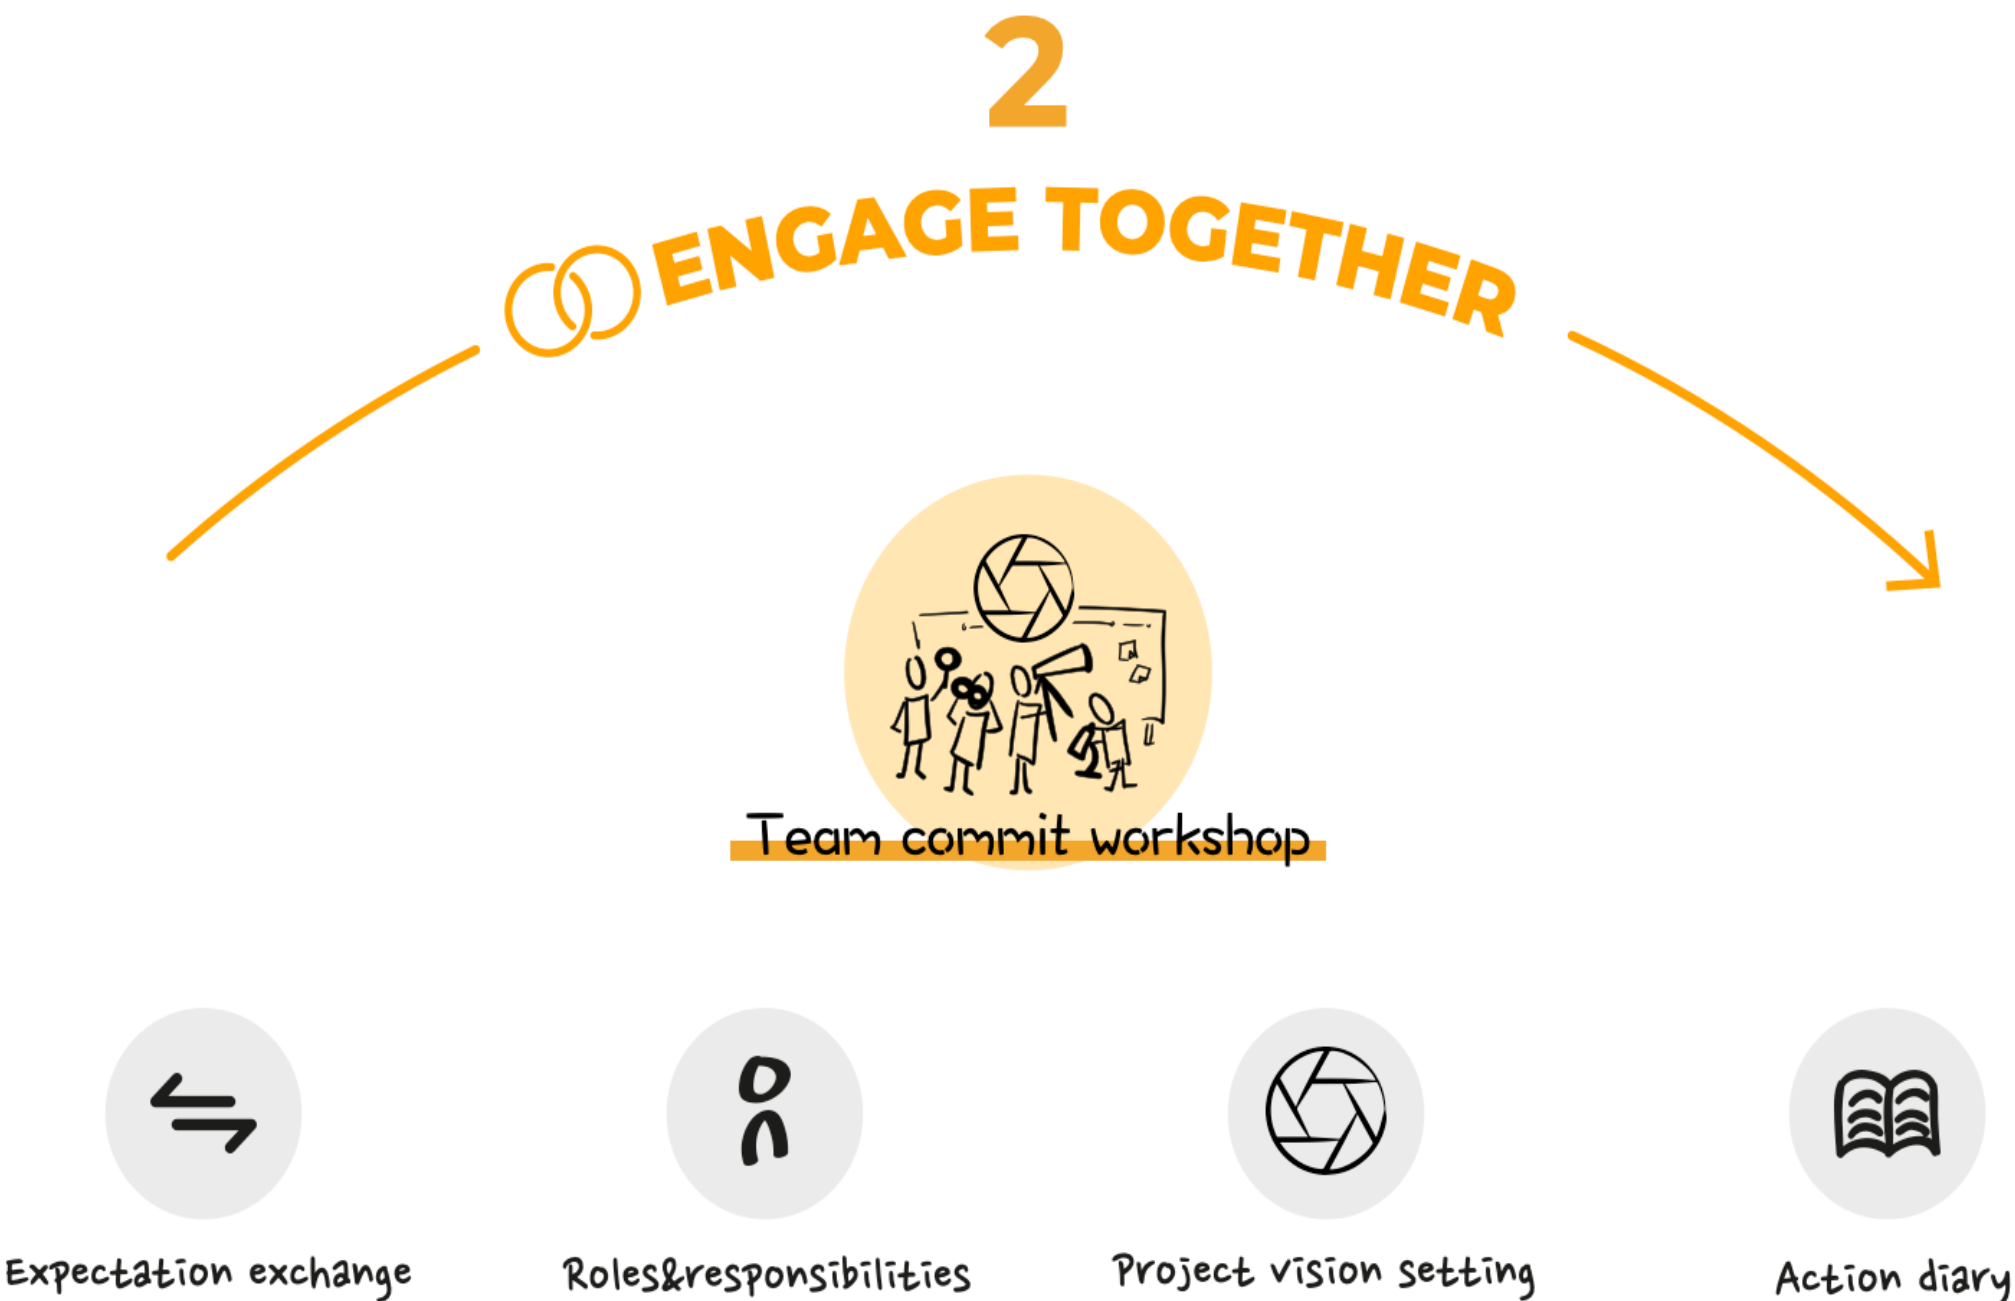 2
ENGAGE TOGETHER
Team commit workshop
Expectation exchange
Roles&responsibilities
Project vision setting
Action diary